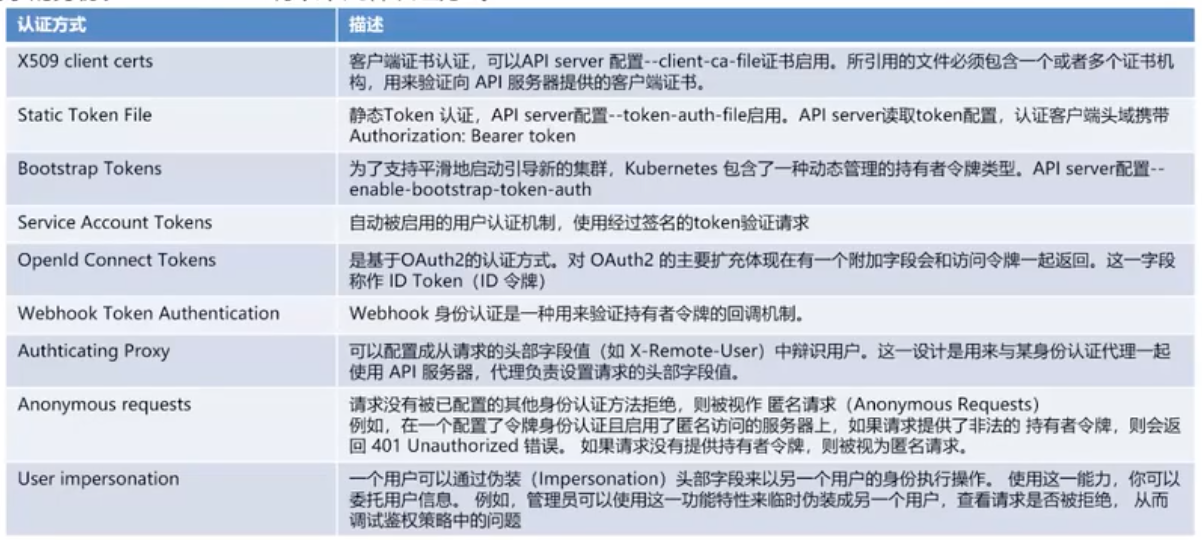 认证方式
描述
X509 client certs
客户端证书认证，可以API server 配置--client-ca-file证书启用。所引用的文件必须包含一个或者多个证书机
构，用来验证向 API 服务器提供的客户端证书。
Static Token File
静态Token 认证，API server配置--token-auth-file启用。API server读取token配置，认证客户端头域携带
Authorization: Bearer token
Bootstrap Tokens
为了支持平滑地启动引导新的集群，Kubernetes 包含了一种动态管理的持有者令牌类型。API server配置--
enable-bootstrap-token-auth
Service Account Tokens
自动被启用的用户认证机制，使用经过签名的token验证请求
OpenId Connect Tokens
是基于OAuth2的认证方式。对 OAuth2 的主要扩充体现在有一个附加字段会和访问令牌一起返回。这一字段
称作 ID Token（ID 令牌）
Webhook Token Authentication
Webhook 身份认证是一种用来验证持有者令牌的回调机制。
Authticating Proxy
可以配置成从请求的头部字段值（如 X-Remote-User）中辩识用户。这一设计是用来与某身份认证代理一起
使用 API 服务器，代理负责设置请求的头部字段值。
Anonymous requests
请求没有被已配置的其他身份认证方法拒绝，则被视作 匿名请求（Anonymous Requests）
例如，在一个配置了令牌身份认证且启用了匿名访问的服务器上，如果请求提供了非法的 持有者令牌，则会返
回 401 Unauthorized 错误。 如果请求没有提供持有者令牌，则被视为匿名请求。
User impersonation
一个用户可以通过伪装（Impersonation）头部字段来以另一个用户的身份执行操作。 使用这一能力，你可以
委托用户信息。 例如，管理员可以使用这一功能特性来临时伪装成另一个用户，查看请求是否被拒绝， 从而
调试鉴权策略中的问题